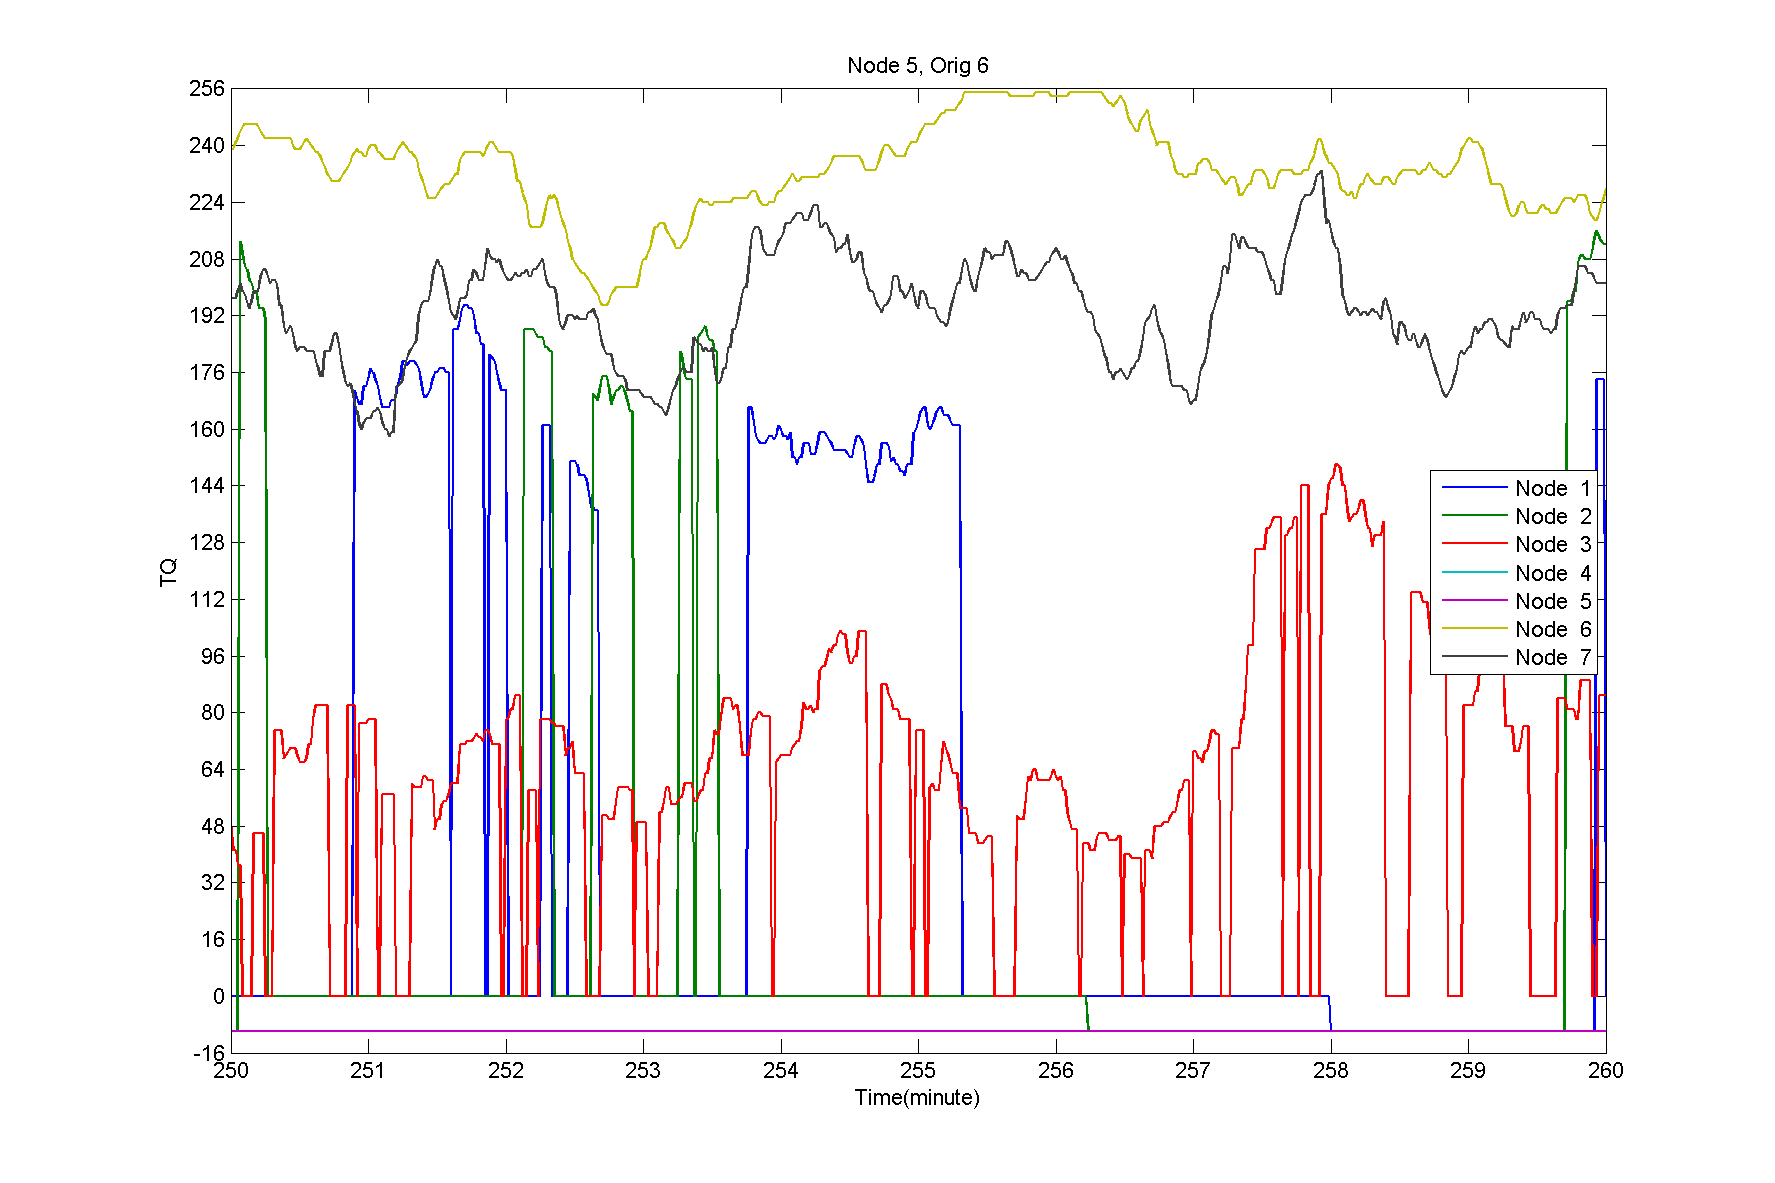 Node 5, Orig 6
256
240
224
208
192
176
160
144
128
112
96
80
64
48
32
16
0
-16
TQ
250 251 252 253 254 255 256 257 258 259 260
Time(minute)
Node 1
Node 2
Node 3
Node 4
Node 5
Node 6
Node 7